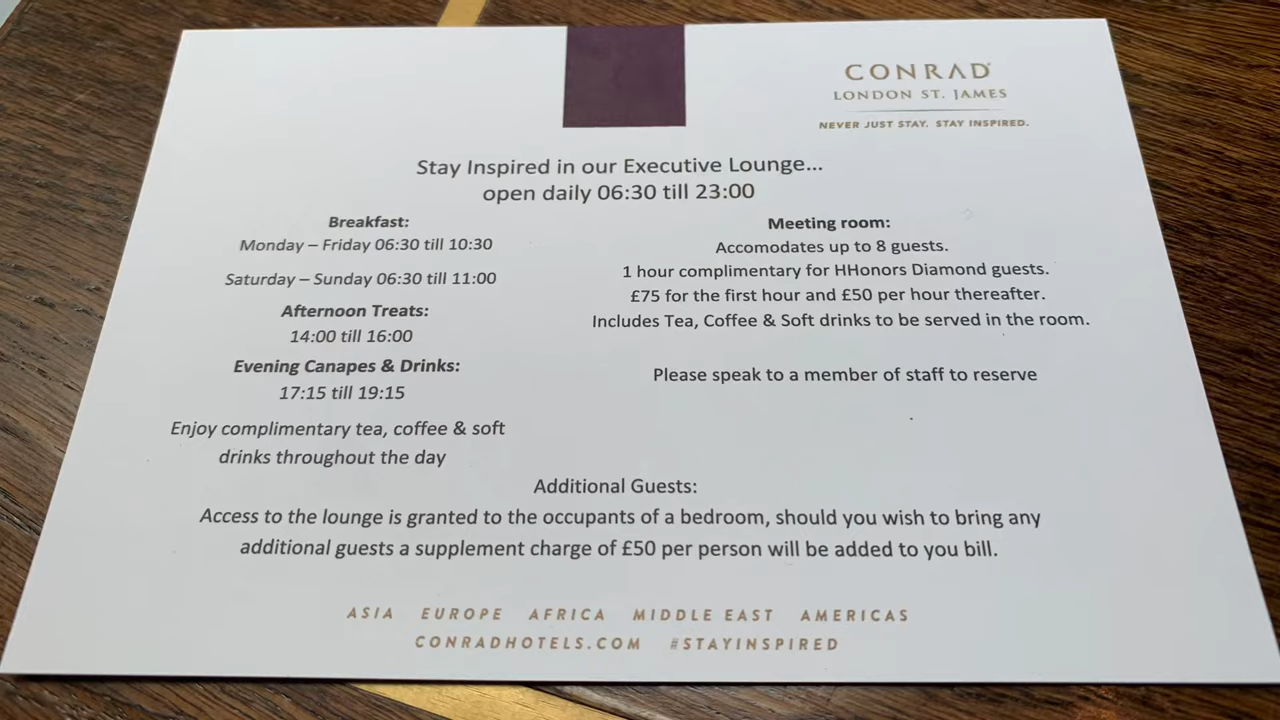 CONRAD
LONDON ST. JAMES
NEVER JUST STAY. STAY INSPIRED.
Stay Inspired in our Executive Lounge...
open daily 06:30 till 23:00
Breakfast:
Monday – Friday 06:30 till 10:30
Saturday – Sunday 06:30 till 11:00
Afternoon Treats:
14:00 till 16:00
Evening Canapes & Drinks:
17:15 till 19:15
Enjoy complimentary tea, coffee & soft
drinks throughout the day
Meeting room:
Accomodates up to 8 guests.
1 hour complimentary for HHonors Diamond guests.
£75 for the first hour and £50 per hour thereafter.
Includes Tea, Coffee & Soft drinks to be served in the room.
Please speak to a member of staff to reserve
Additional Guests:
Access to the lounge is granted to the occupants of a bedroom, should you wish to bring any
additional guests a supplement charge of £50 per person will be added to you bill.
ASIA EUROPE AFRICA MIDDLE EAST AMERICAS
CONRADHOTELS.COM #STAYINSPIRED